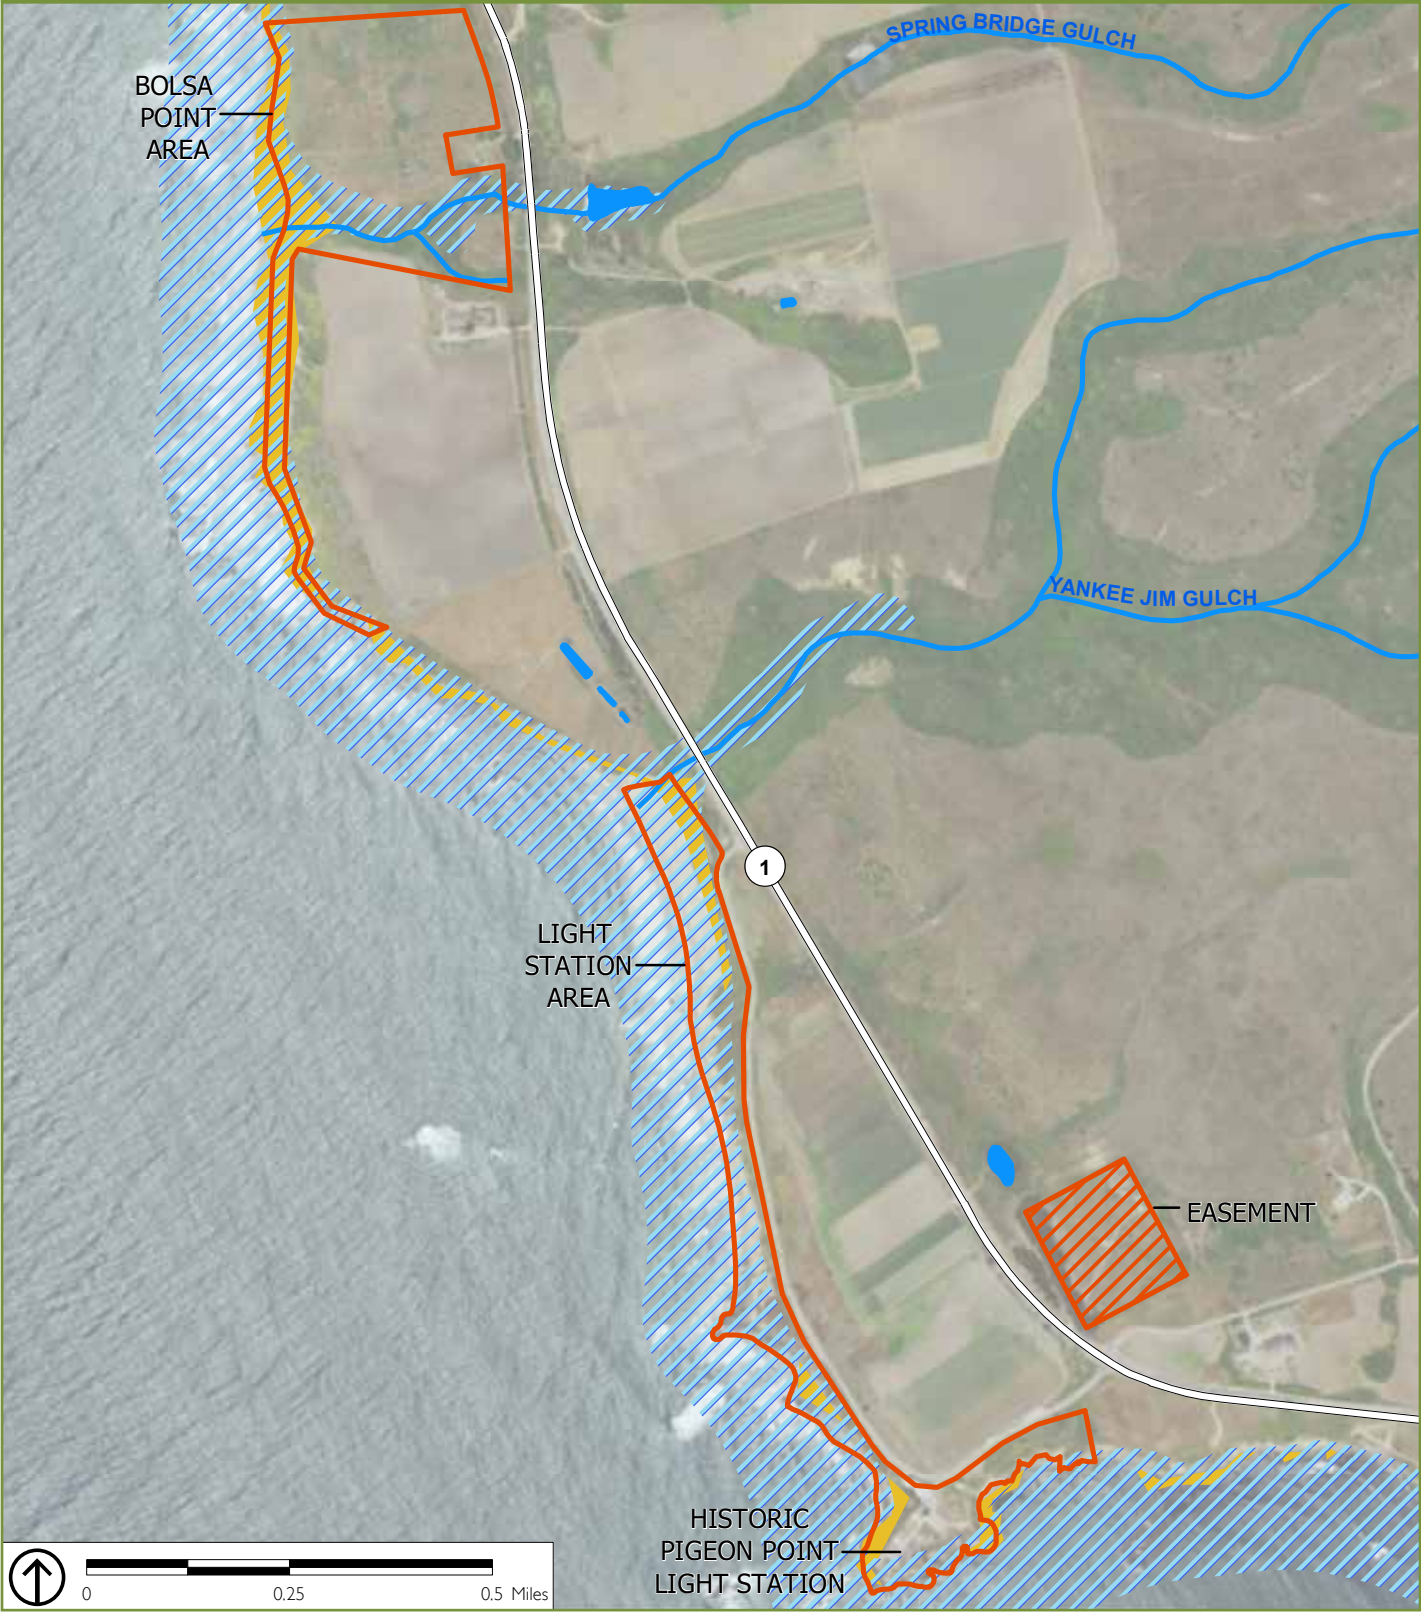 SPRING BRIDGE GULCH
BOLSA
POINT
AREA
YANKEE JIM GULCH
1
LIGHT
STATION
AREA
EASEMENT
HISTORIC
PIGEON POINT
LIGHT STATION
0 0.25 0.5 Miles